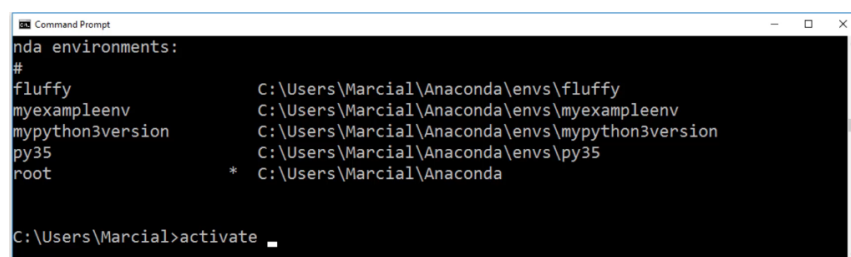 Command Prompt
nda environments:
#
fluffy C:\Users\Marcial\Anaconda\envs\fluffy
myexampleenv C:\Users\Marcial\Anaconda\envs\myexampleenv
mypython3version C:\Users\Marcial\Anaconda\envs\mypython3version
py35 C:\Users\Marcial\Anaconda\envs\py35
root * C:\Users\Marcial\Anaconda
C:\Users\Marcial>activate _